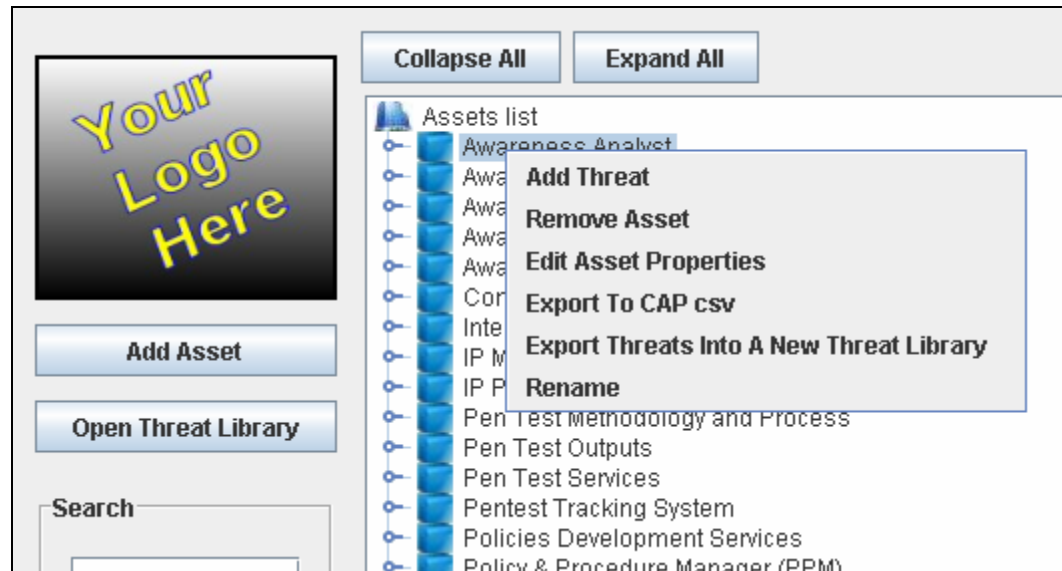 Collapse All
Expand All
Your
Logo
Here
Add Asset
Open Threat Library
Search
Assets list
Awareness Analyst
Add Threat
Remove Asset
Edit Asset Properties
Export To CAP csv
Export Threats Into A New Threat Library
Rename
Pen Test Methodology and Process
Pen Test Outputs
Pen Test Services
Pentest Tracking System
Policies Development Services
Policy & Procedure Manager (PPM)